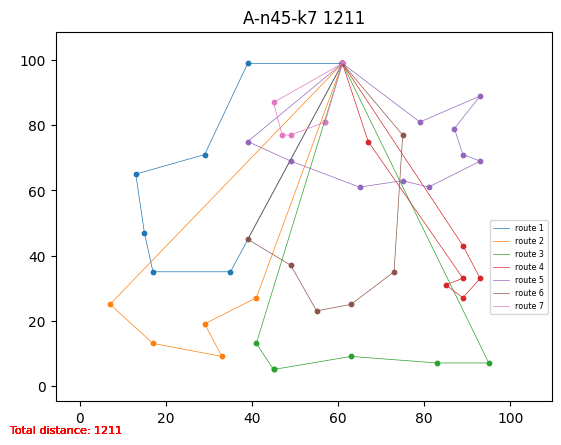 A-n45-k7 1211
100
80
60
40
20
0
route 1
route 2
route 3
route 4
route 5
route 6
route 7
0 20 40 60 80 100
Total distance: 1211